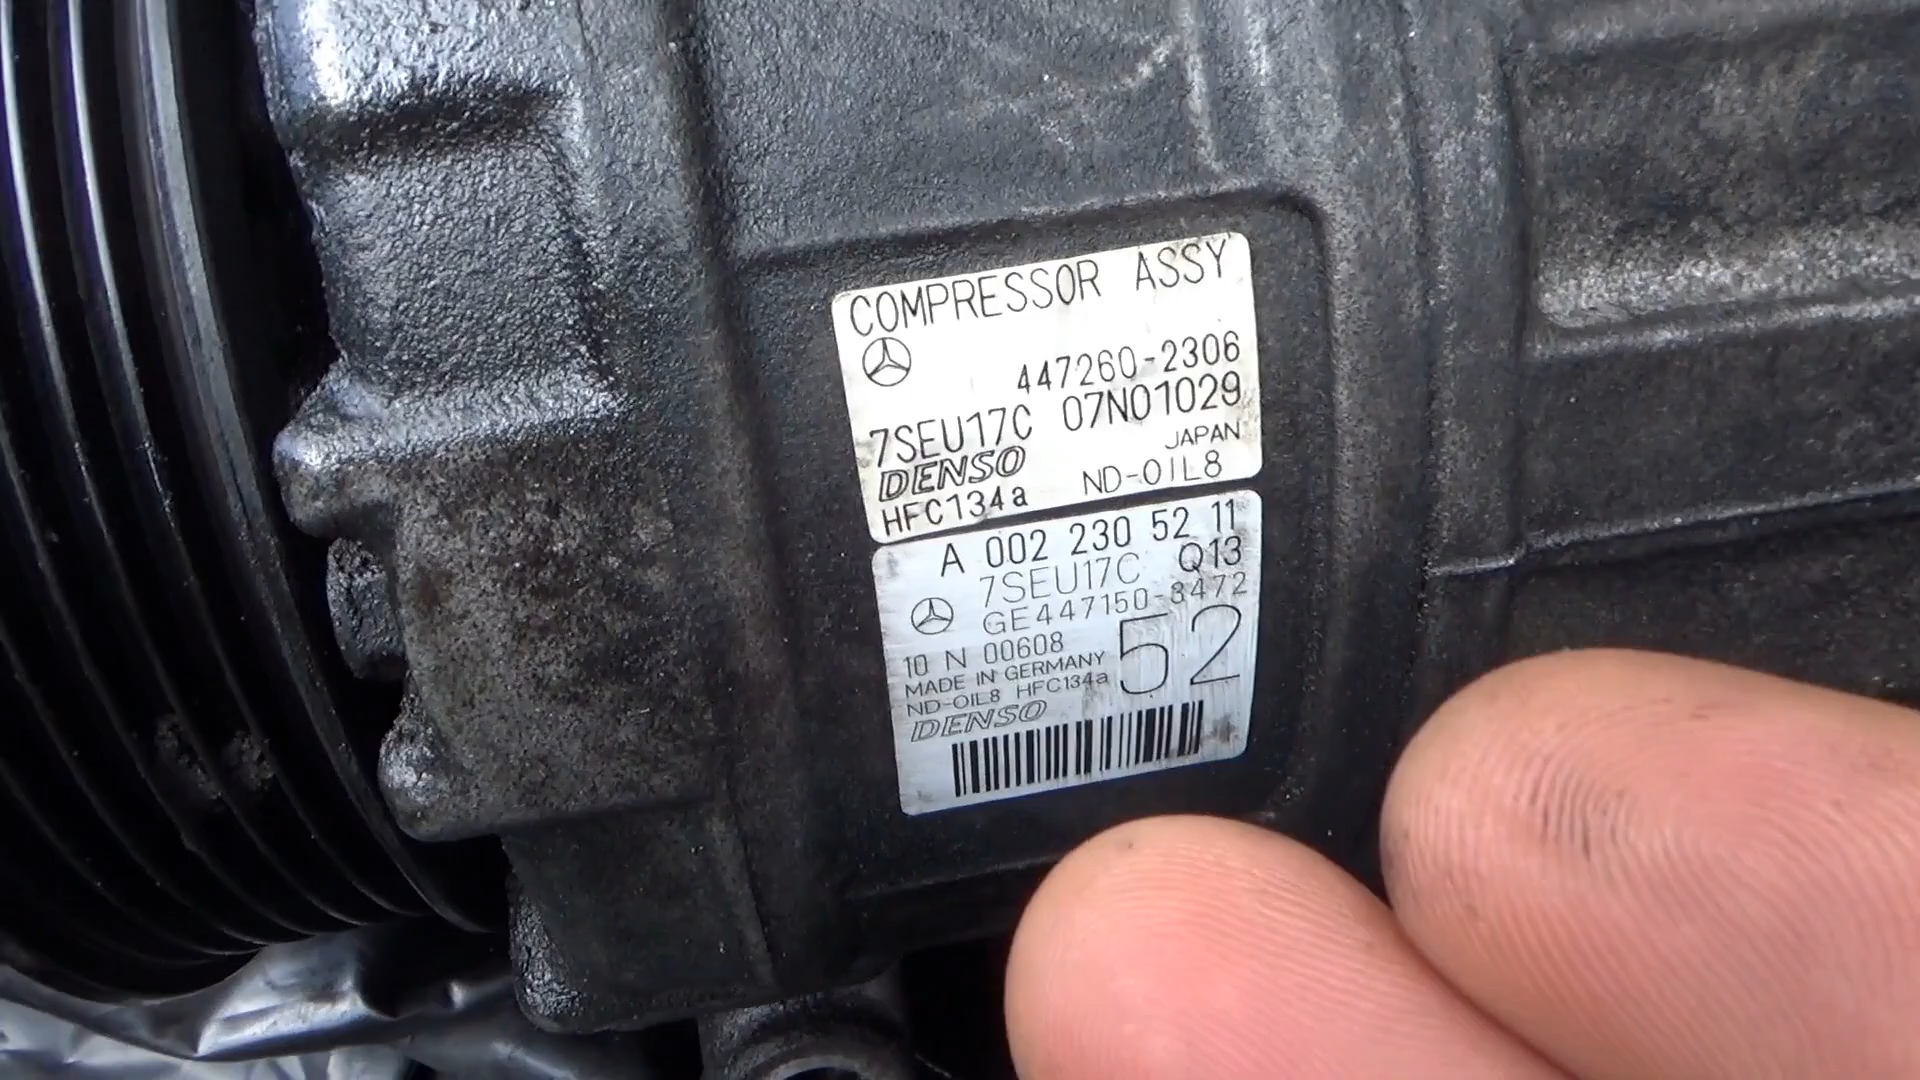 COMPRESSOR ASSY
447260-2306
7SEU17C 07N01029
DENSO JAPAN
HFC134a ND-OIL8
A 002 230 52 11
7SEU17C Q13
GE447150-8472
10 N 00608 52
MADE IN GERMANY
ND-OIL8 HFC134a
DENSO